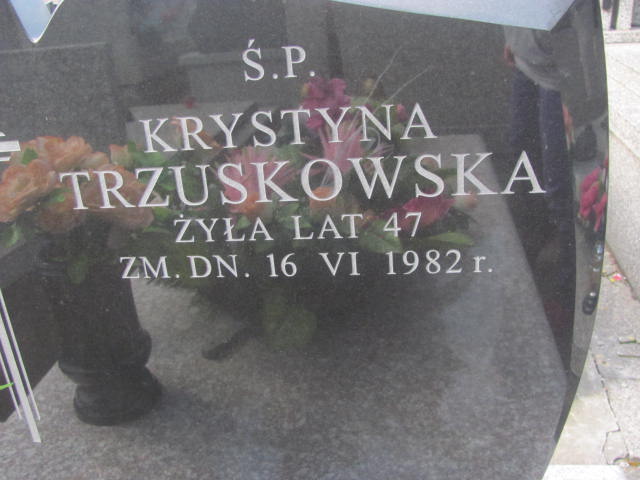 Ś.P.
KRYSTYNA
TRZUSKOWSKA
ŻYŁA LAT 47
ZM. DN. 16 VI 1982 r.